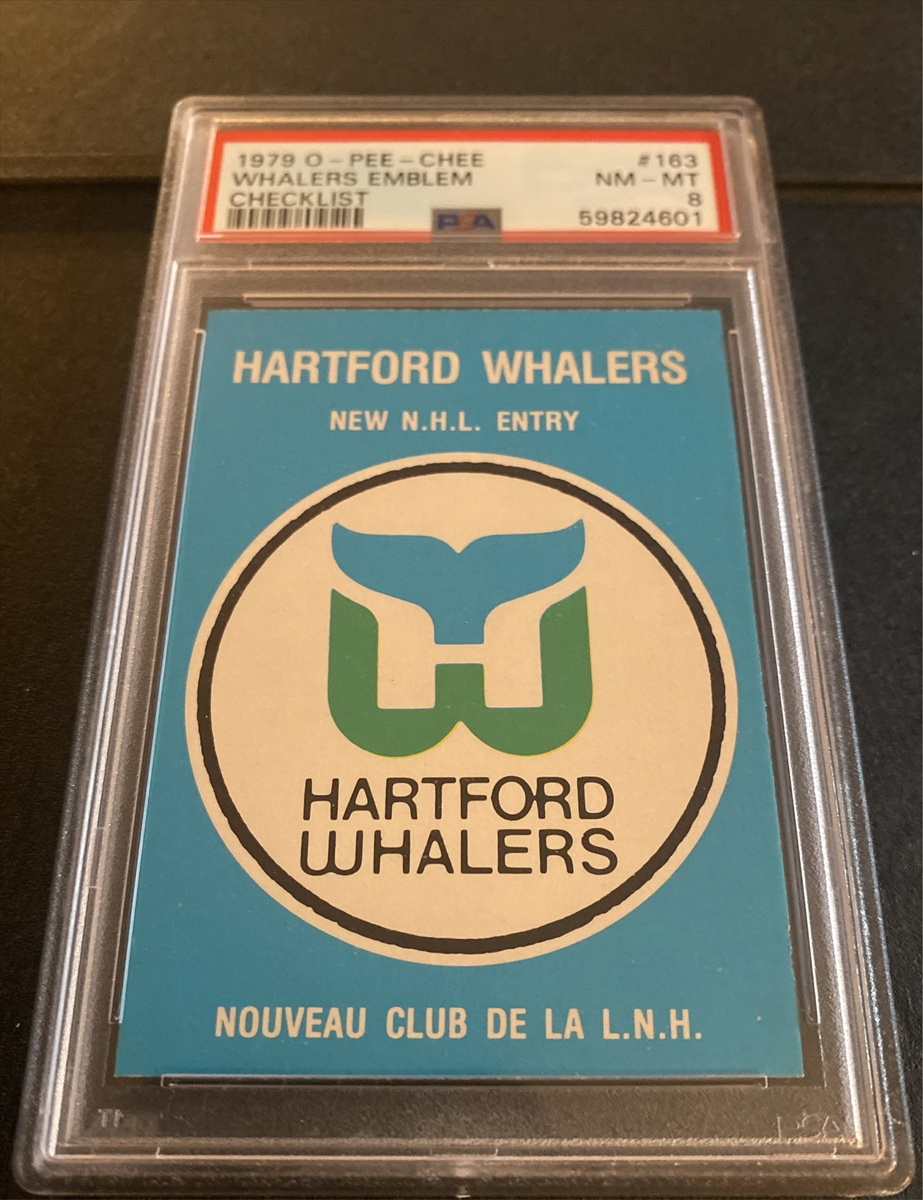 1979 O-PEE-CHEE #163
WHALERS EMBLEM NM-MT
CHECKLIST 8
PSA 59824601
HARTFORD WHALERS
NEW N.H.L. ENTRY
HARTFORD
WHALERS
NOUVEAU CLUB DE LA L.N.H.